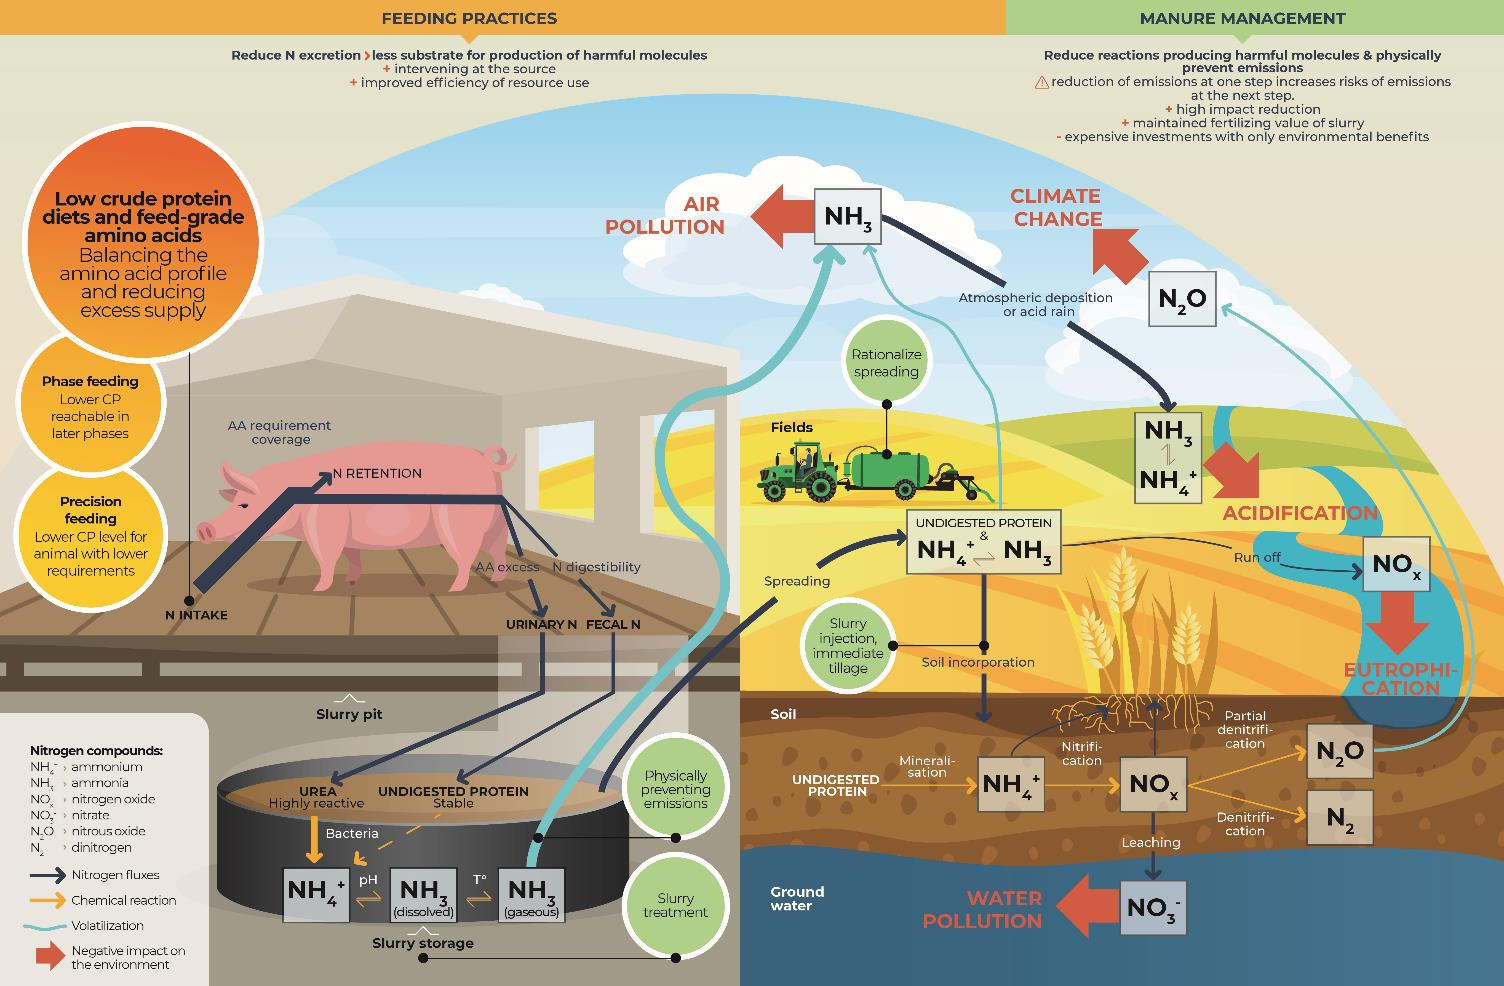 FEEDING PRACTICES
MANURE MANAGEMENT
Reduce N excretion › less substrate for production of harmful molecules
+ intervening at the source
+ improved efficiency of resource use
Reduce reactions producing harmful molecules & physically
prevent emissions
reduction of emissions at one step increases risks of emissions
at the next step.
+ high impact reduction
+ maintained fertilizing value of slurry
- expensive investments with only environmental benefits
Low crude protein
diets and feed-grade
amino acids
Balancing the
amino acid profile
and reducing
excess supply
Phase feeding
Lower CP
reachable in
later phases
Precision
feeding
Lower CP level for
animal with lower
requirements
AA requirement
coverage
N RETENTION
N INTAKE
AA excess
N digestibility
URINARY N
FECAL N
Slurry pit
AIR
POLLUTION
NH3
CLIMATE
CHANGE
N2O
Atmospheric deposition
or acid rain
Rationalize
spreading
Fields
NH3
NH4+
ACIDIFICATION
UNDIGESTED PROTEIN
&
NH4+ NH3
Run off
NOx
Spreading
Slurry
injection,
immediate
tillage
Soil incorporation
EUTROPHI-
CATION
Soil
UNDIGESTED
PROTEIN
Minerali-
sation
NH4+
Nitrifi-
cation
NOx
Partial
denitrifi-
cation
N2O
Denitrifi-
cation
N2
Leaching
Ground
water
WATER
POLLUTION
NO3-
Nitrogen compounds:
NH4+ › ammonium
NH3 › ammonia
NOx › nitrogen oxide
NO3- › nitrate
N2O › nitrous oxide
N2 › dinitrogen
Nitrogen fluxes
Chemical reaction
Volatilization
Negative impact on
the environment
UREA
Highly reactive
UNDIGESTED PROTEIN
Stable
Bacteria
NH4+
pH
NH3
(dissolved)
T°
NH3
(gaseous)
Slurry storage
Physically
preventing
emissions
Slurry
treatment